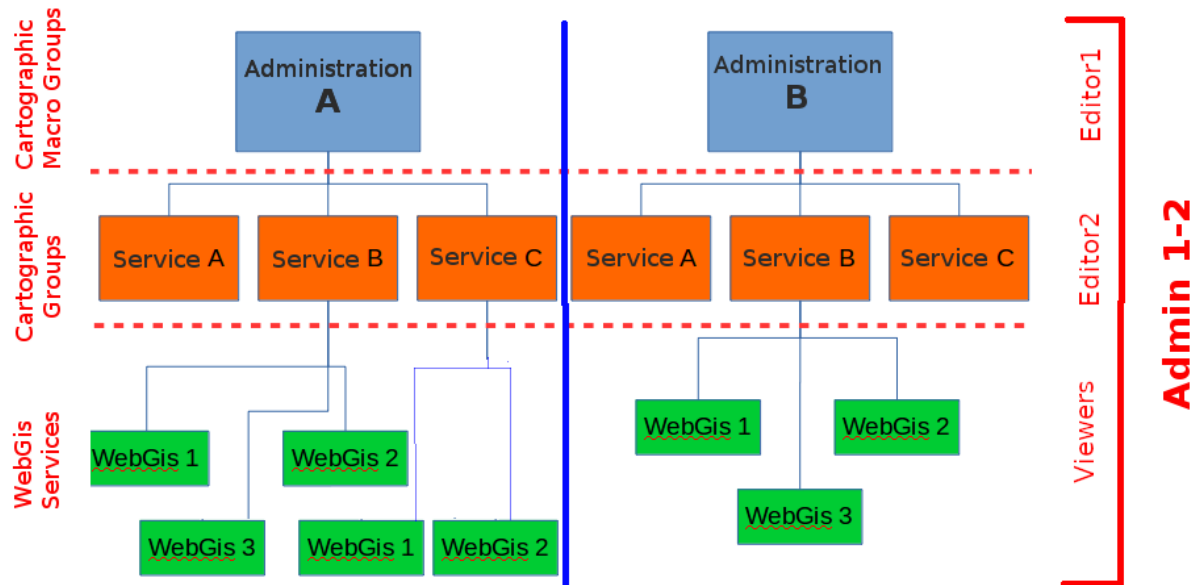 Cartographic
Macro Groups
Administration
A
Administration
B
Editor1
Cartographic
Groups
Service A
Service B
Service C
Service A
Service B
Service C
Editor2
Admin 1-2
WebGis
Services
WebGis 1
WebGis 2
WebGis 3
WebGis 1
WebGis 2
WebGis 1
WebGis 2
WebGis 3
Viewers